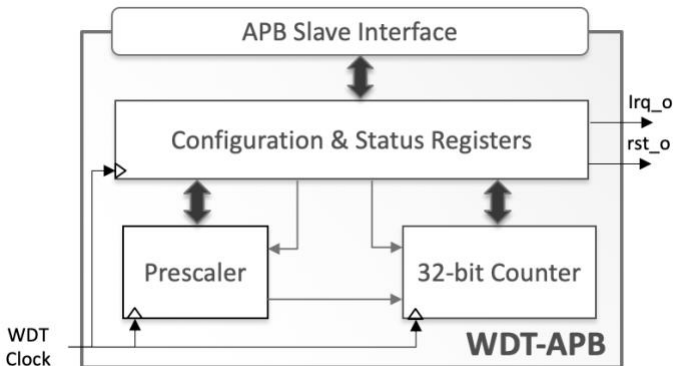 APB Slave Interface
Configuration & Status Registers
Irq_o
rst_o
Prescaler
32-bit Counter
WDT
Clock
WDT-APB